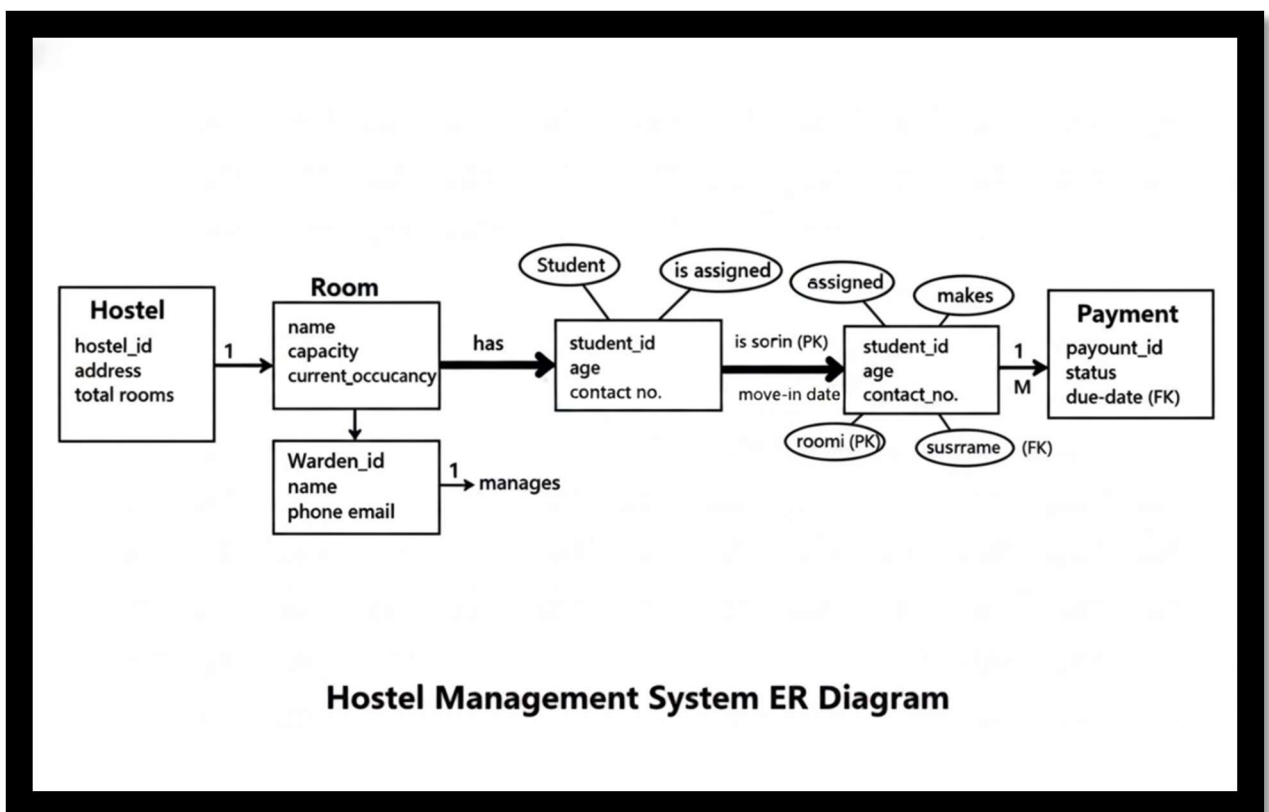 Hostel
hostel_id
address
total rooms
1
Room
name
capacity
current_occucancy
Warden_id
name
phone email
1
manages
has
Student
is assigned
student_id
age
contact no.
is sorin (PK)
move-in date
assigned
makes
student_id
age
contact_no.
roomi (PK)
susrrame (FK)
1
M
Payment
payount_id
status
due-date (FK)
Hostel Management System ER Diagram